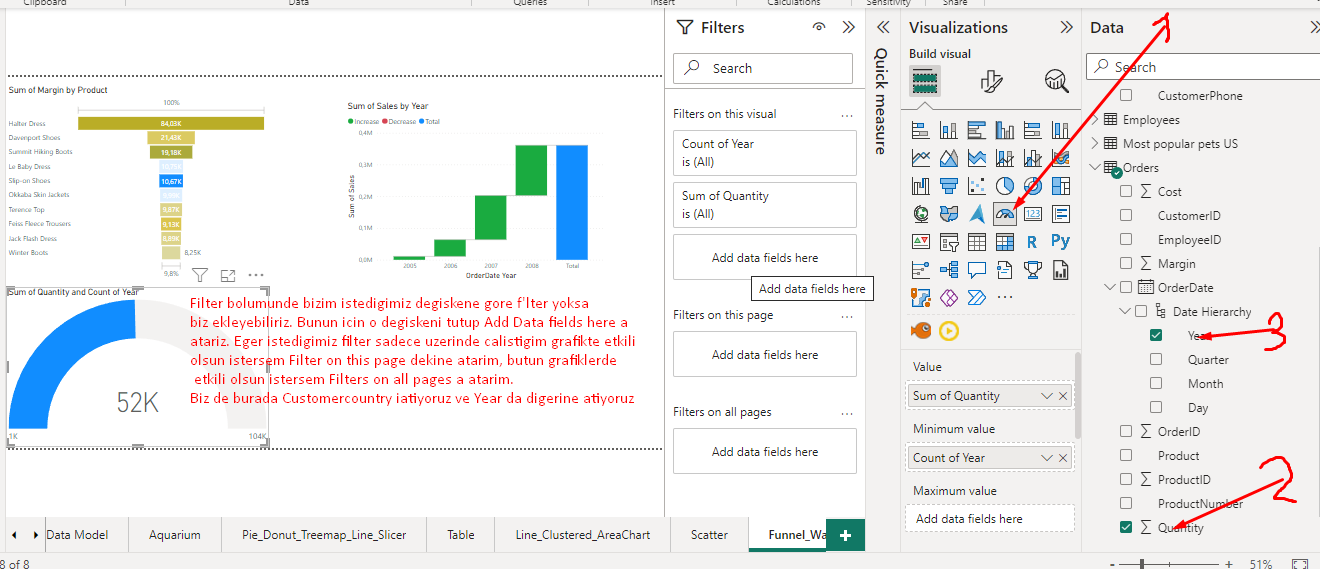 Clipboard
Data
Queries
Insert
Calculations
Sensitivity
Share
Sum of Margin by Product
100%
Halter Dress
84,03K
Davenport Shoes
21,43K
Summit Hiking Boots
19,18K
Le Baby Dress
Slip-on Shoes
10,67K
Okkaba Skin Jackets
Terence Top
9,87K
Feiss Fleece Trousers
9,13K
Jack Flash Dress
8,89K
Winter Boots
8,25K
9,8%
Sum of Sales by Year
Increase Decrease Total
0,4M
0,3M
0,2M
0,1M
0,0M
Sum of Sales
2005
2006
2007
2008
Total
OrderDate Year
Sum of Quantity and Count of Year
52K
1K
104K
Filter bolumunde bizim istedigimiz degiskene gore f'lter yoksa
biz ekleyebiliriz. Bunun icin o degiskeni tutup Add Data fields here a
atariz. Eger istedigimiz filter sadece uzerinde calistigim grafikte etkili
olsun istersem Filter on this page dekine atarim, butun grafiklerde
etkili olsun istersem Filters on all pages a atarim.
Biz de burada Customercountry iatiyoruz ve Year da digerine atiyoruz
Data Model
Aquarium
Pie_Donut_Treemap_Line_Slicer
Table
Line_Clustered_AreaChart
Scatter
Funnel_Wa
+
8 of 8
Filters
Search
Filters on this visual
...
Count of Year
is (All)
Sum of Quantity
is (All)
Add data fields here
Add data fields here
Filters on this page
...
Add data fields here
Filters on all pages
...
Add data fields here
Quick measure
Visualizations
Build visual
123
R
Py
...
Value
Sum of Quantity
Minimum value
Count of Year
Maximum value
Add data fields here
Data
1
Search
CustomerPhone
Employees
Most popular pets US
Orders
Cost
CustomerID
EmployeeID
Margin
OrderDate
Date Hierarchy
3
Quarter
Month
Day
OrderID
Product
ProductID
2
ProductNumber
Quantity
- + 51%